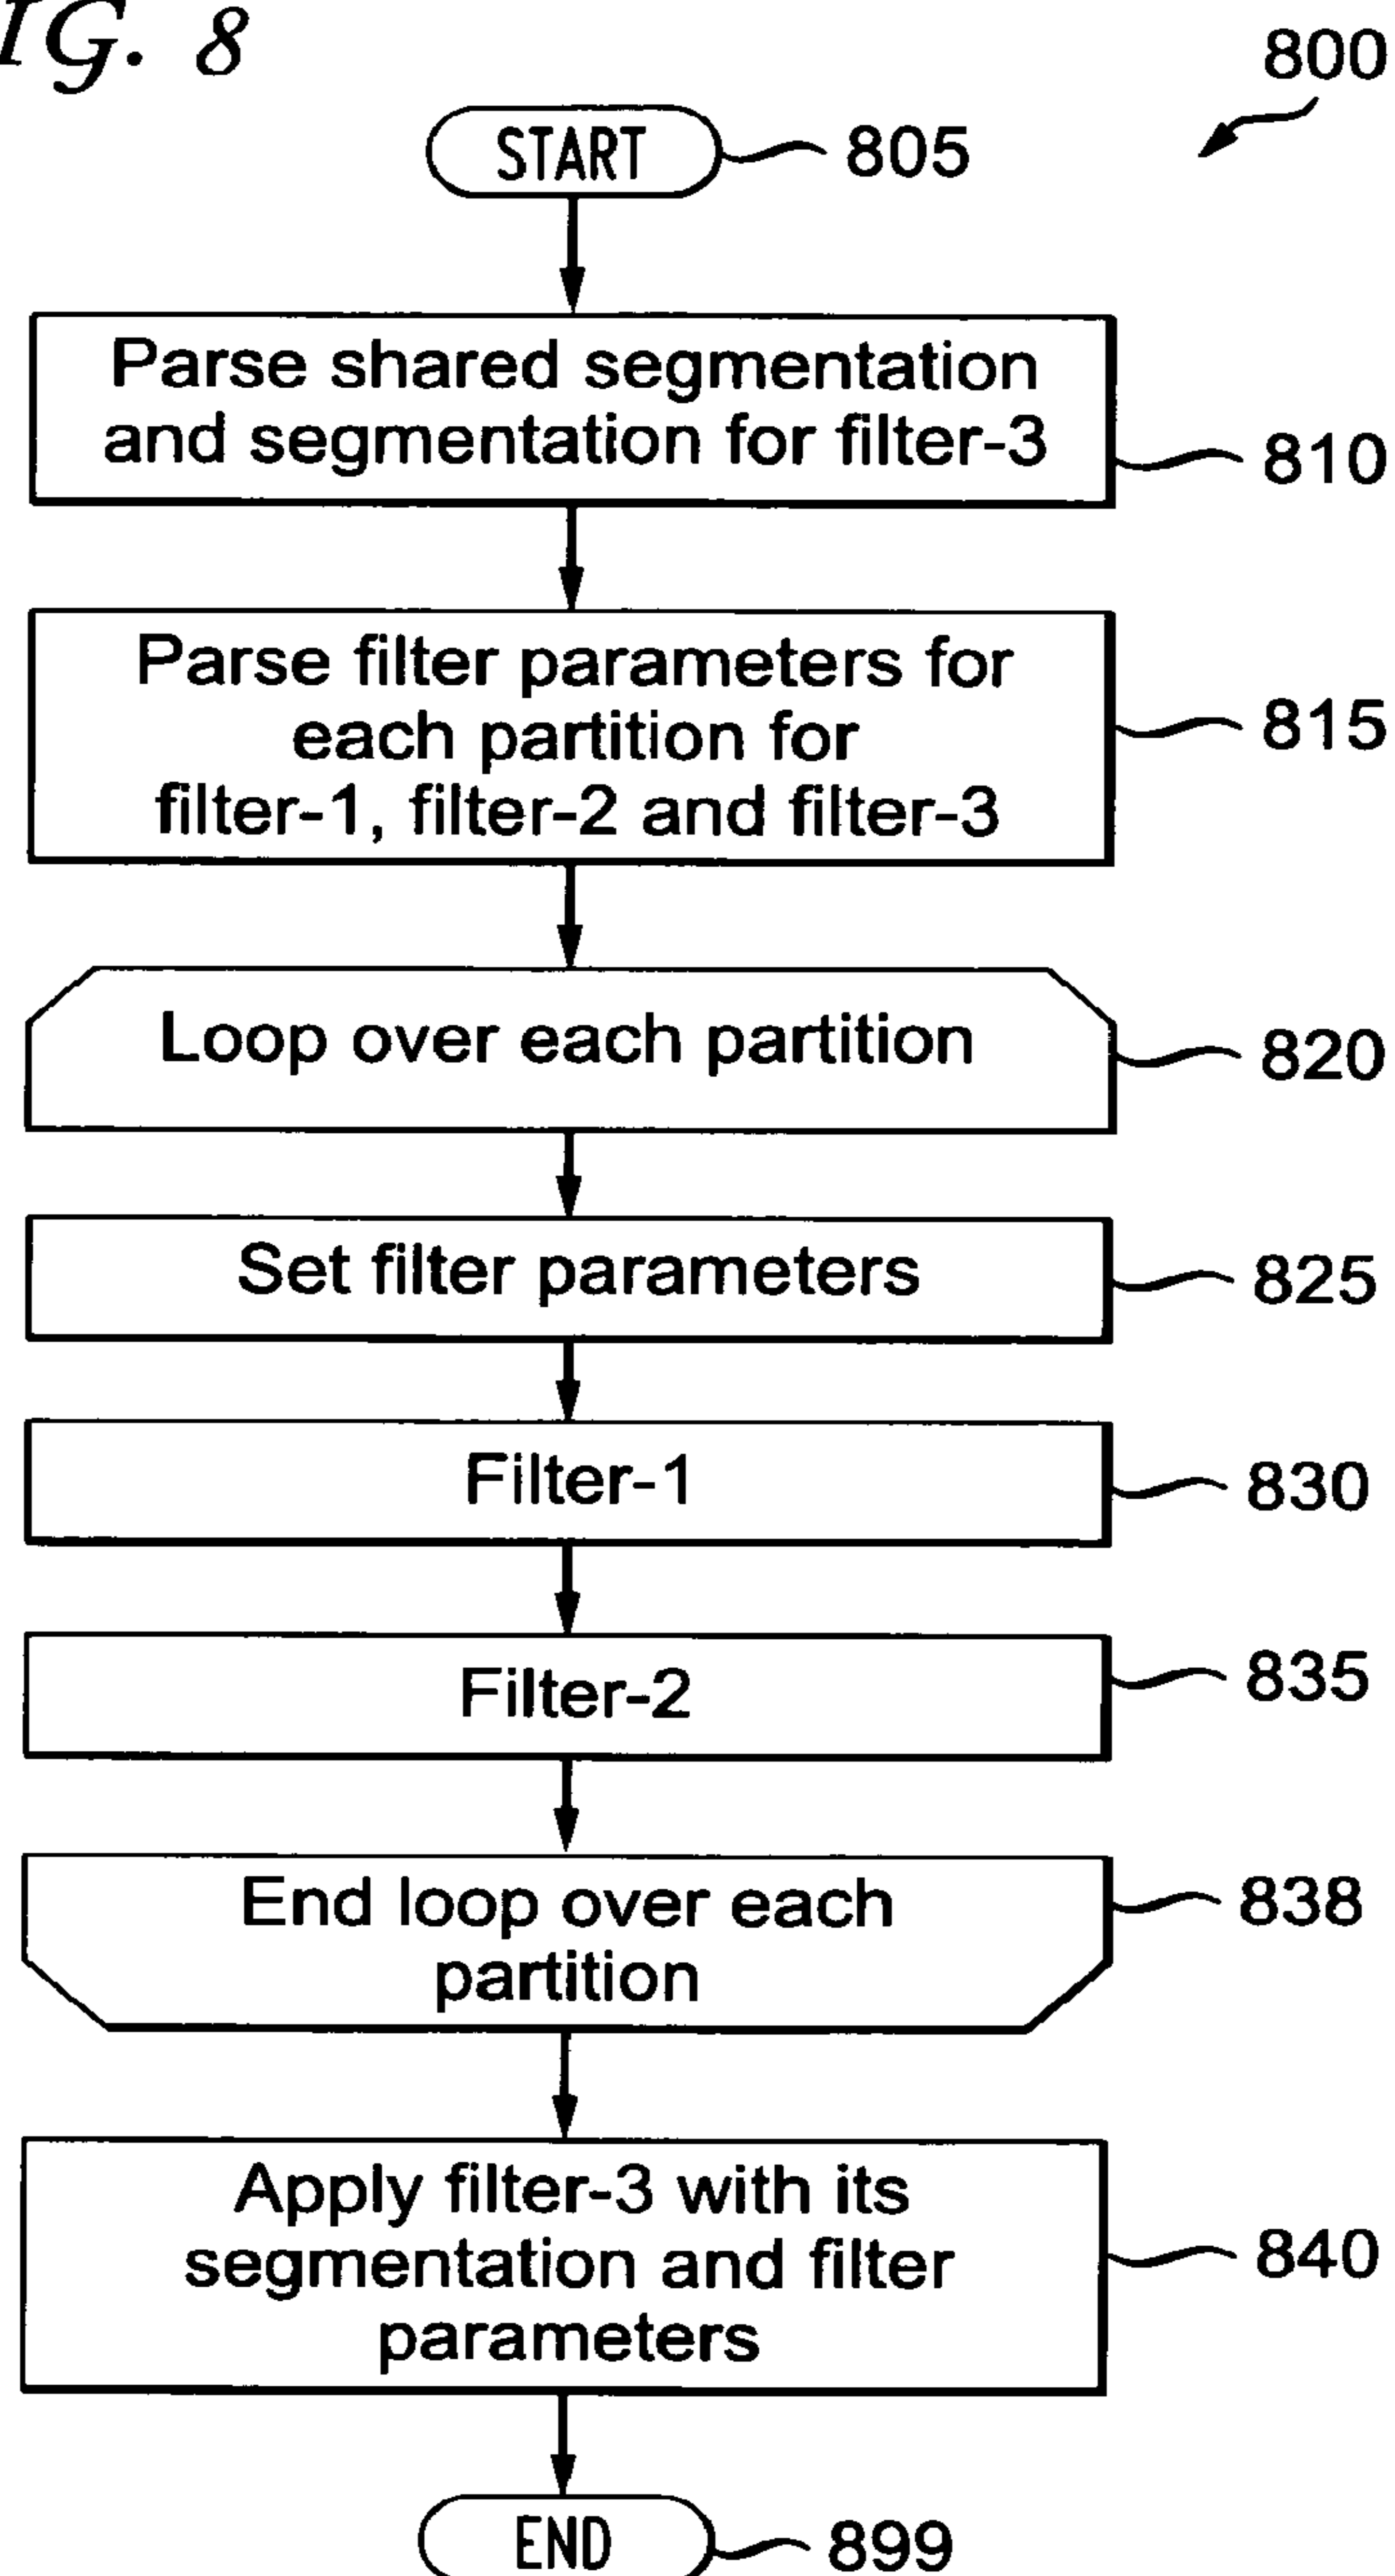 IG. 8
800
START
805
Parse shared segmentation
and segmentation for filter-3
810
Parse filter parameters for
each partition for
filter-1, filter-2 and filter-3
815
Loop over each partition
820
Set filter parameters
825
Filter-1
830
Filter-2
835
End loop over each
partition
838
Apply filter-3 with its
segmentation and filter
parameters
840
END
899